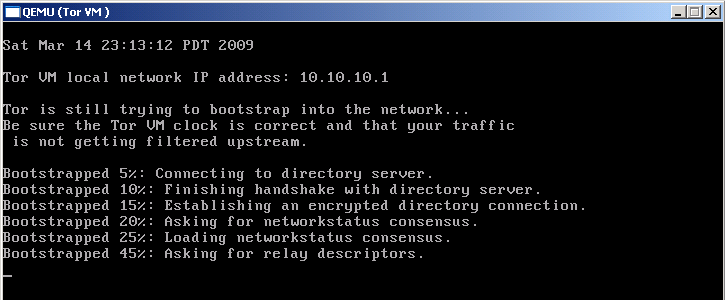 QEMU (Tor VM )
Sat Mar 14 23:13:12 PDT 2009
Tor VM local network IP address: 10.10.10.1
Tor is still trying to bootstrap into the network...
Be sure the Tor VM clock is correct and that your traffic
is not getting filtered upstream.
Bootstrapped 5%: Connecting to directory server.
Bootstrapped 10%: Finishing handshake with directory server.
Bootstrapped 15%: Establishing an encrypted directory connection.
Bootstrapped 20%: Asking for networkstatus consensus.
Bootstrapped 25%: Loading networkstatus consensus.
Bootstrapped 45%: Asking for relay descriptors.